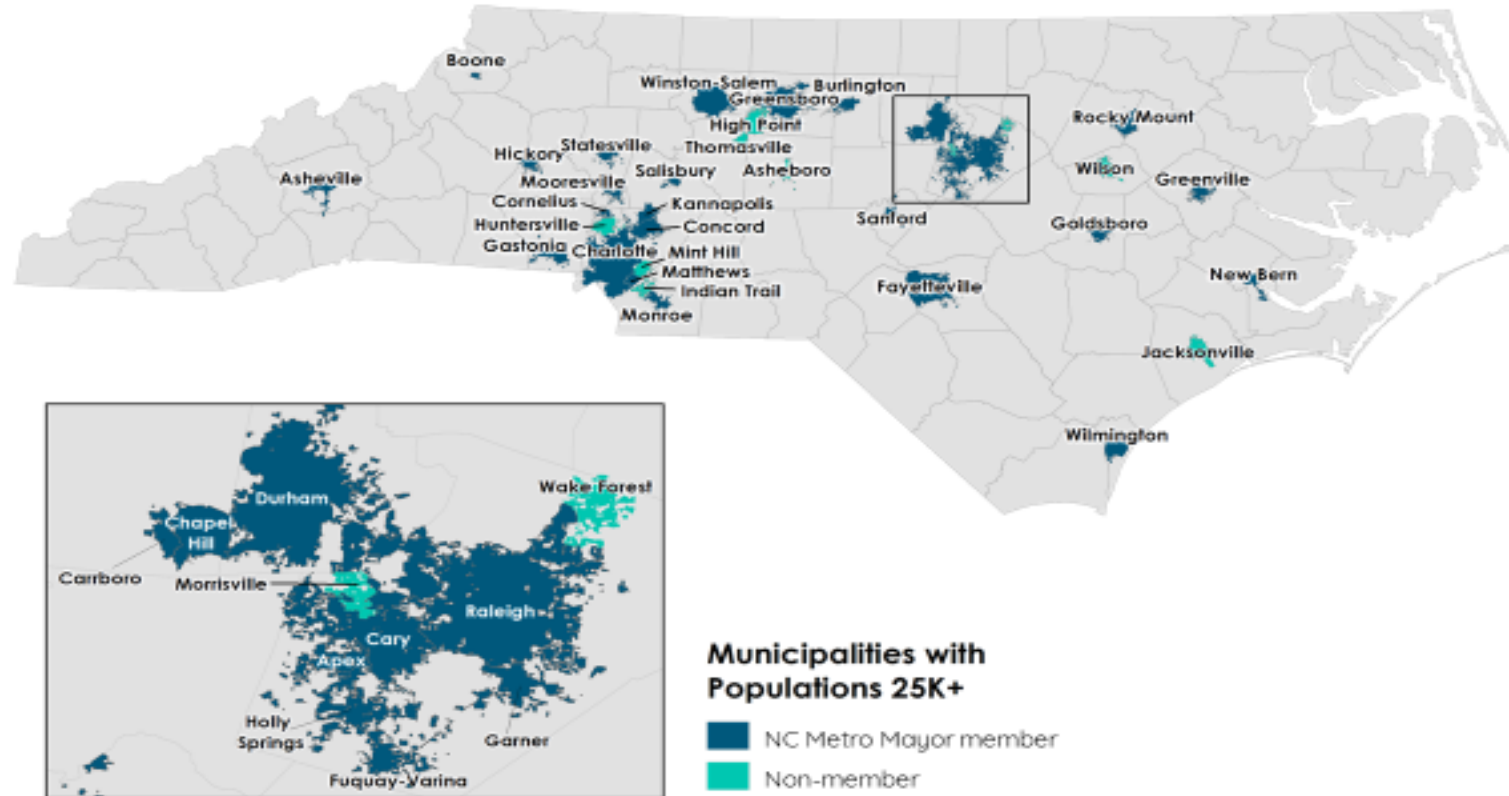 Boone
Winston-Salem
Burlington
Greensboro
High Point
Thomasville
Rocky Mount
Hickory
Statesville
Salisbury
Asheboro
Wilson
Asheville
Mooresville
Greenville
Cornelius
Kannapolis
Sanford
Huntersville
Concord
Goldsboro
Gastonia
Charlotte
Mint Hill
Matthews
New Bern
Indian Trail
Fayetteville
Monroe
Jacksonville
Wilmington
Wake Forest
Durham
Chapel
Hill
Carrboro
Morrisville
Raleigh
Cary
Apex
Holly
Springs
Garner
Fuquay-Varina
Municipalities with
Populations 25K+
NC Metro Mayor member
Non-member